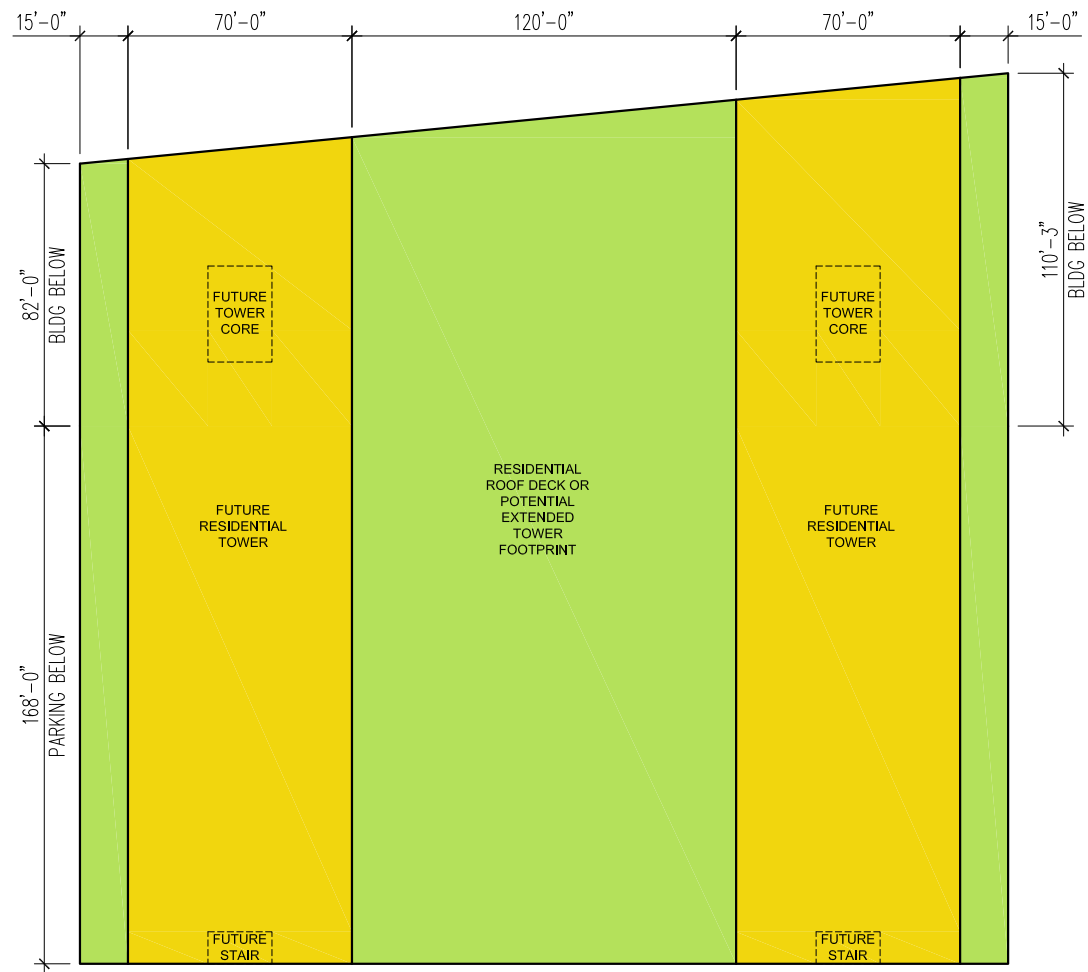 15'-0"
70'-0"
120'-0"
70'-0"
15'-0"
82'-0"
BLDG BELOW
110'-3"
BLDG BELOW
FUTURE
TOWER
CORE
FUTURE
TOWER
CORE
RESIDENTIAL
ROOF DECK OR
POTENTIAL
EXTENDED
TOWER
FOOTPRINT
FUTURE
RESIDENTIAL
TOWER
FUTURE
RESIDENTIAL
TOWER
168'-0"
PARKING BELOW
FUTURE
STAIR
FUTURE
STAIR